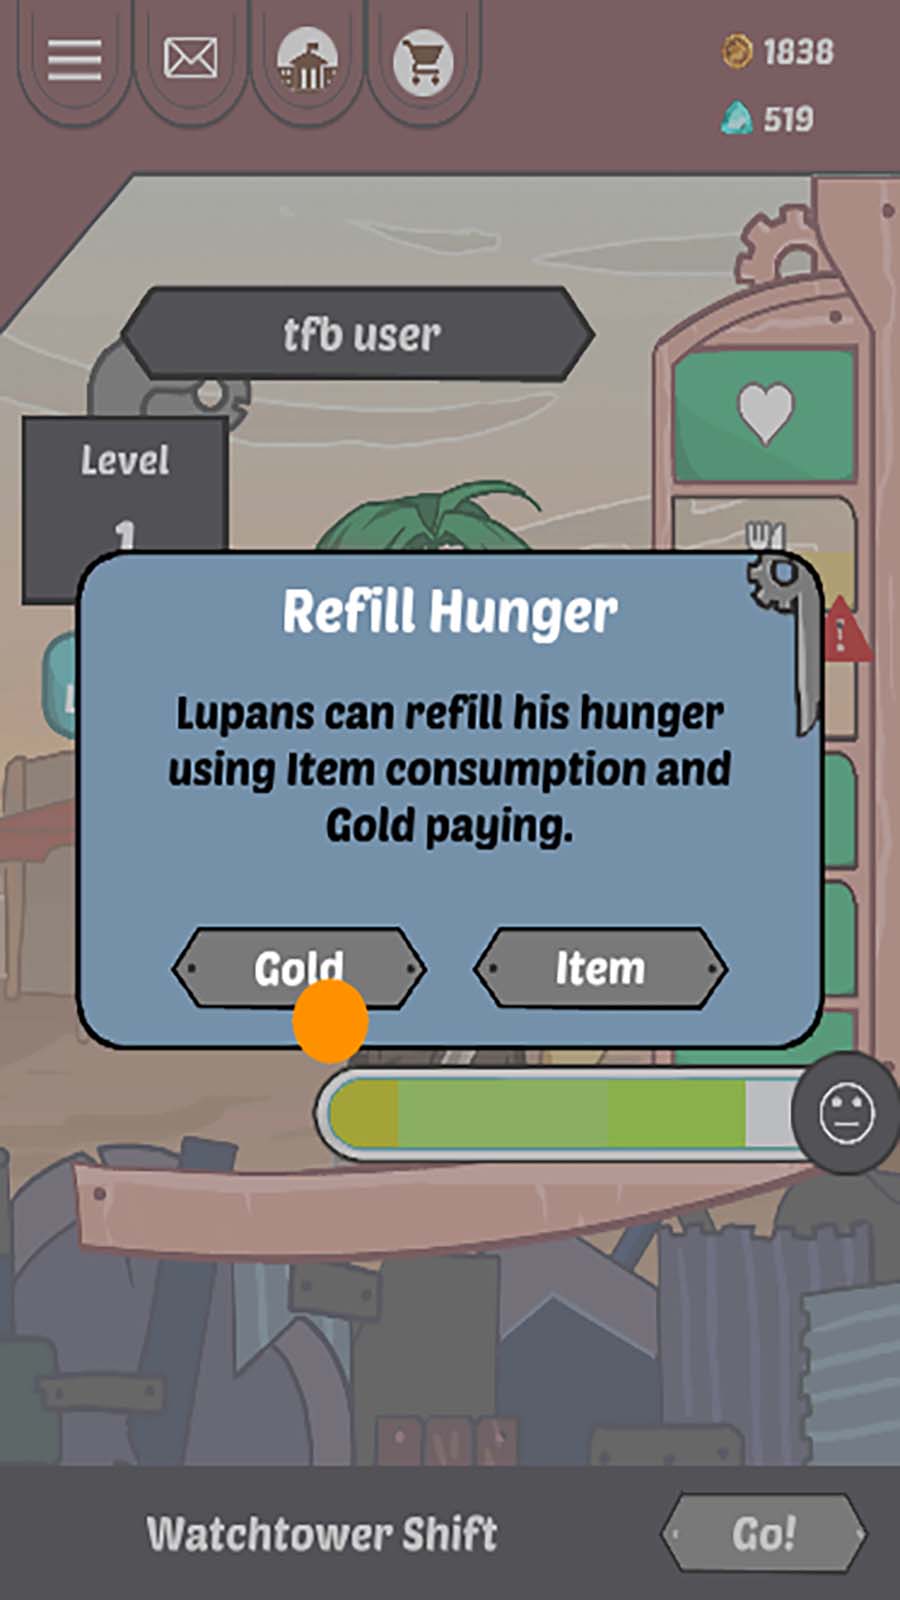 1838
519
tfb user
Level
1
Refill Hunger
Lupans can refill his hunger
using Item consumption and
Gold paying.
Gold
Item
Watchtower Shift
Go!